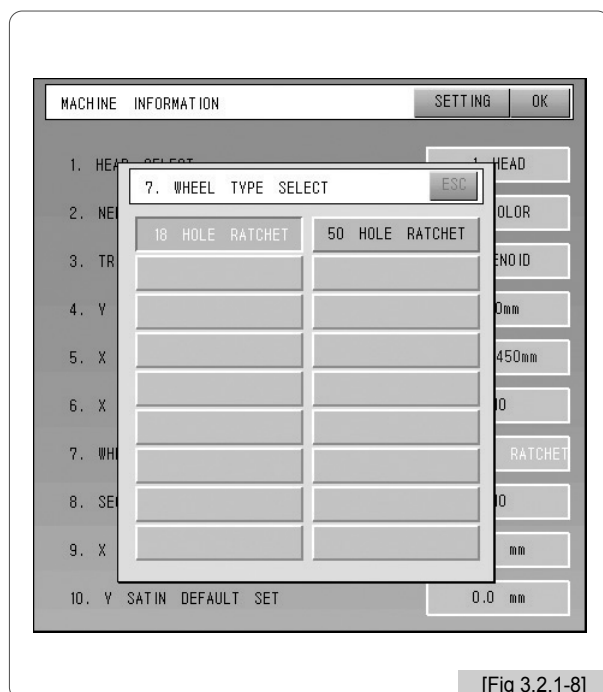 MACHINE INFORMATION SETTING OK
1. HEAD SELECT 1 HEAD
7. WHEEL TYPE SELECT ESC
2. OLOR
18 HOLE RATCHET 50 HOLE RATCHET
3. TR ENOID
4. Y 0mm
5. X 450mm
6. X
7. WH RATCHET
8. SE
9. X mm
10. Y SATIN DEFAULT SET 0.0 mm
[Fig 3.2.1-8]